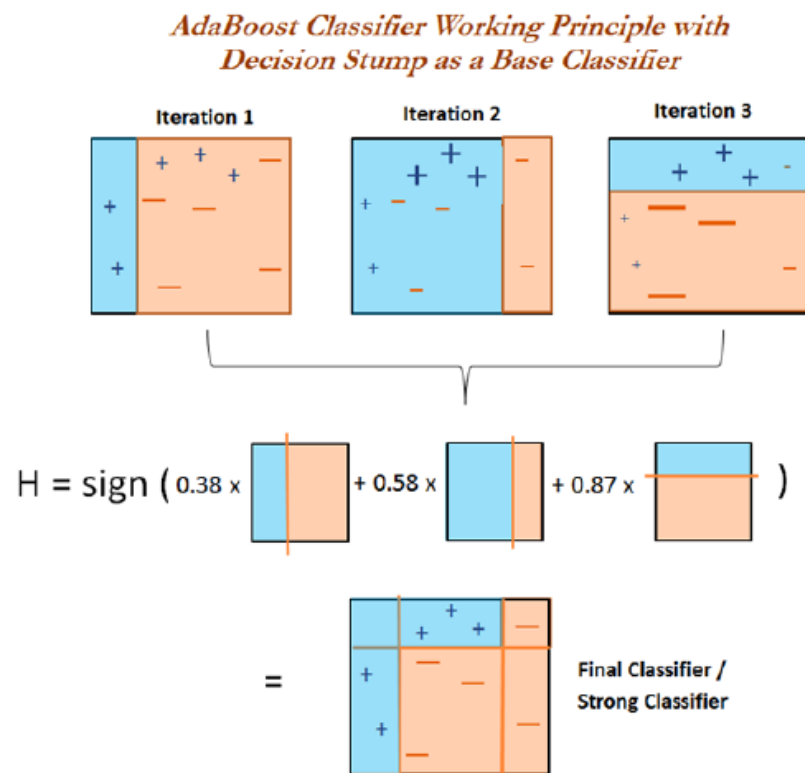 AdaBoost Classifier Working Principle with
Decision Stump as a Base Classifier
Iteration 1
Iteration 2
Iteration 3
H = sign ( 0.38 x + 0.58 x + 0.87 x )
=
Final Classifier /
Strong Classifier